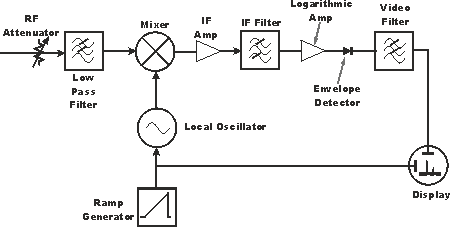 RF
Attenuator
Low
Pass
Filter
Mixer
IF
Amp
IF Filter
Logarithmic
Amp
Envelope
Detector
Video
Filter
Local Oscillator
Ramp
Generator
Display